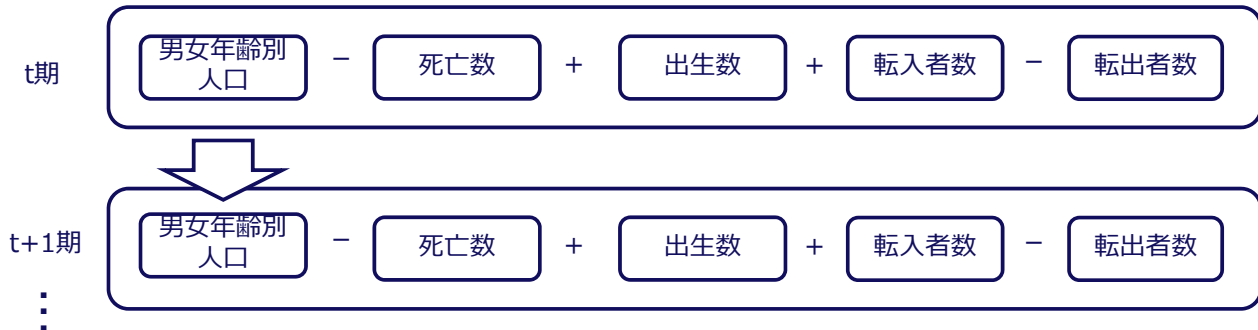 t期
男女年齢別
人口
－
死亡数
+
出生数
+
転入者数
－
転出者数
t+1期
男女年齢別
人口
－
死亡数
+
出生数
+
転入者数
－
転出者数
⋮